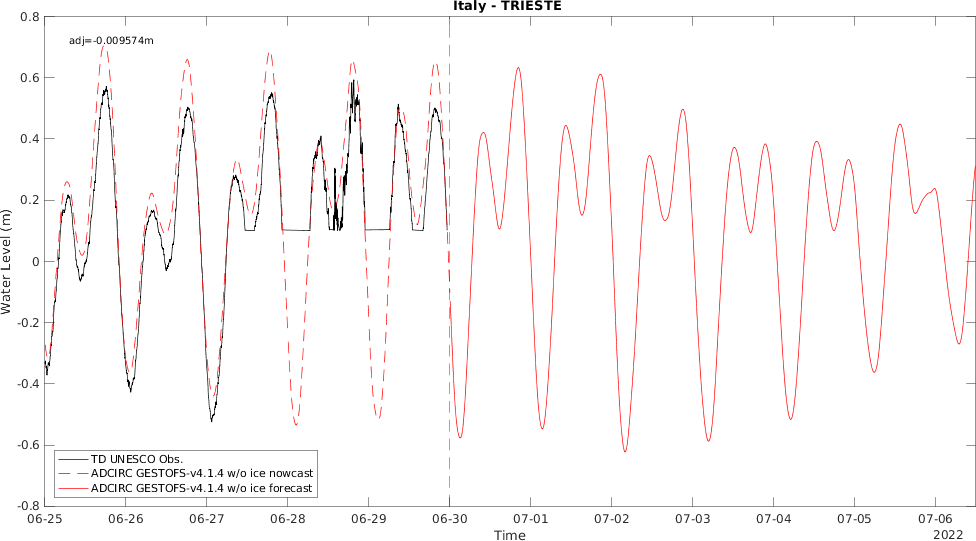 Italy - TRIESTE
adj=-0.009574m
Water Level (m)
0.8
0.6
0.4
0.2
0
-0.2
-0.4
-0.6
-0.8
TD UNESCO Obs.
ADCIRC GESTOFS-v4.1.4 w/o ice nowcast
ADCIRC GESTOFS-v4.1.4 w/o ice forecast
06-25 06-26 06-27 06-28 06-29 06-30 07-01 07-02 07-03 07-04 07-05 07-06
Time
2022